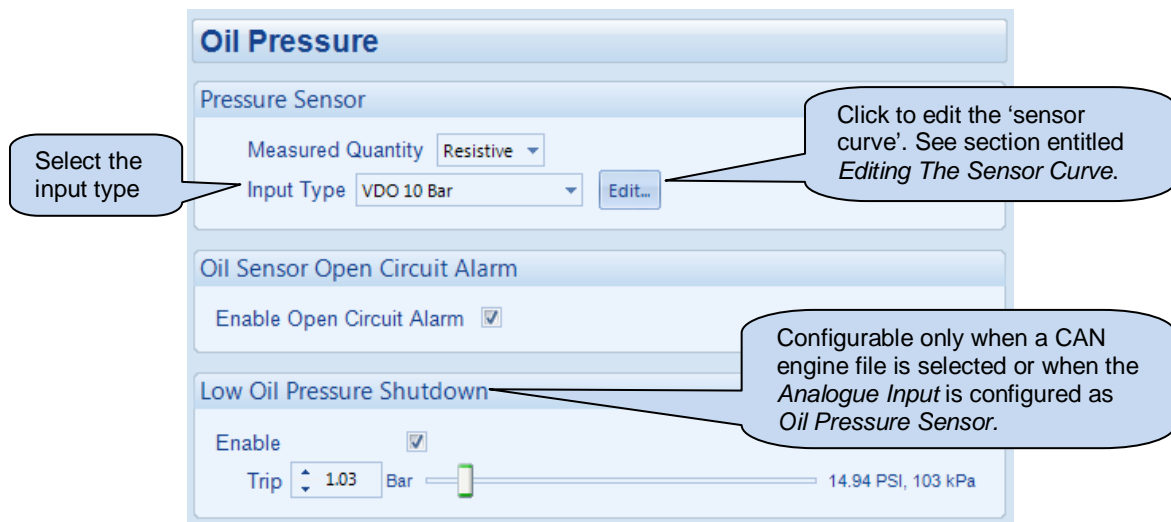 Oil Pressure
Pressure Sensor
Measured Quantity Resistive
Input Type VDO 10 Bar Edit...
Select the
input type
Click to edit the ‘sensor
curve’. See section entitled
Editing The Sensor Curve.
Oil Sensor Open Circuit Alarm
Enable Open Circuit Alarm
Configurable only when a CAN
engine file is selected or when the
Analogue Input is configured as
Oil Pressure Sensor.
Low Oil Pressure Shutdown
Enable
Trip 1.03 Bar 14.94 PSI, 103 kPa